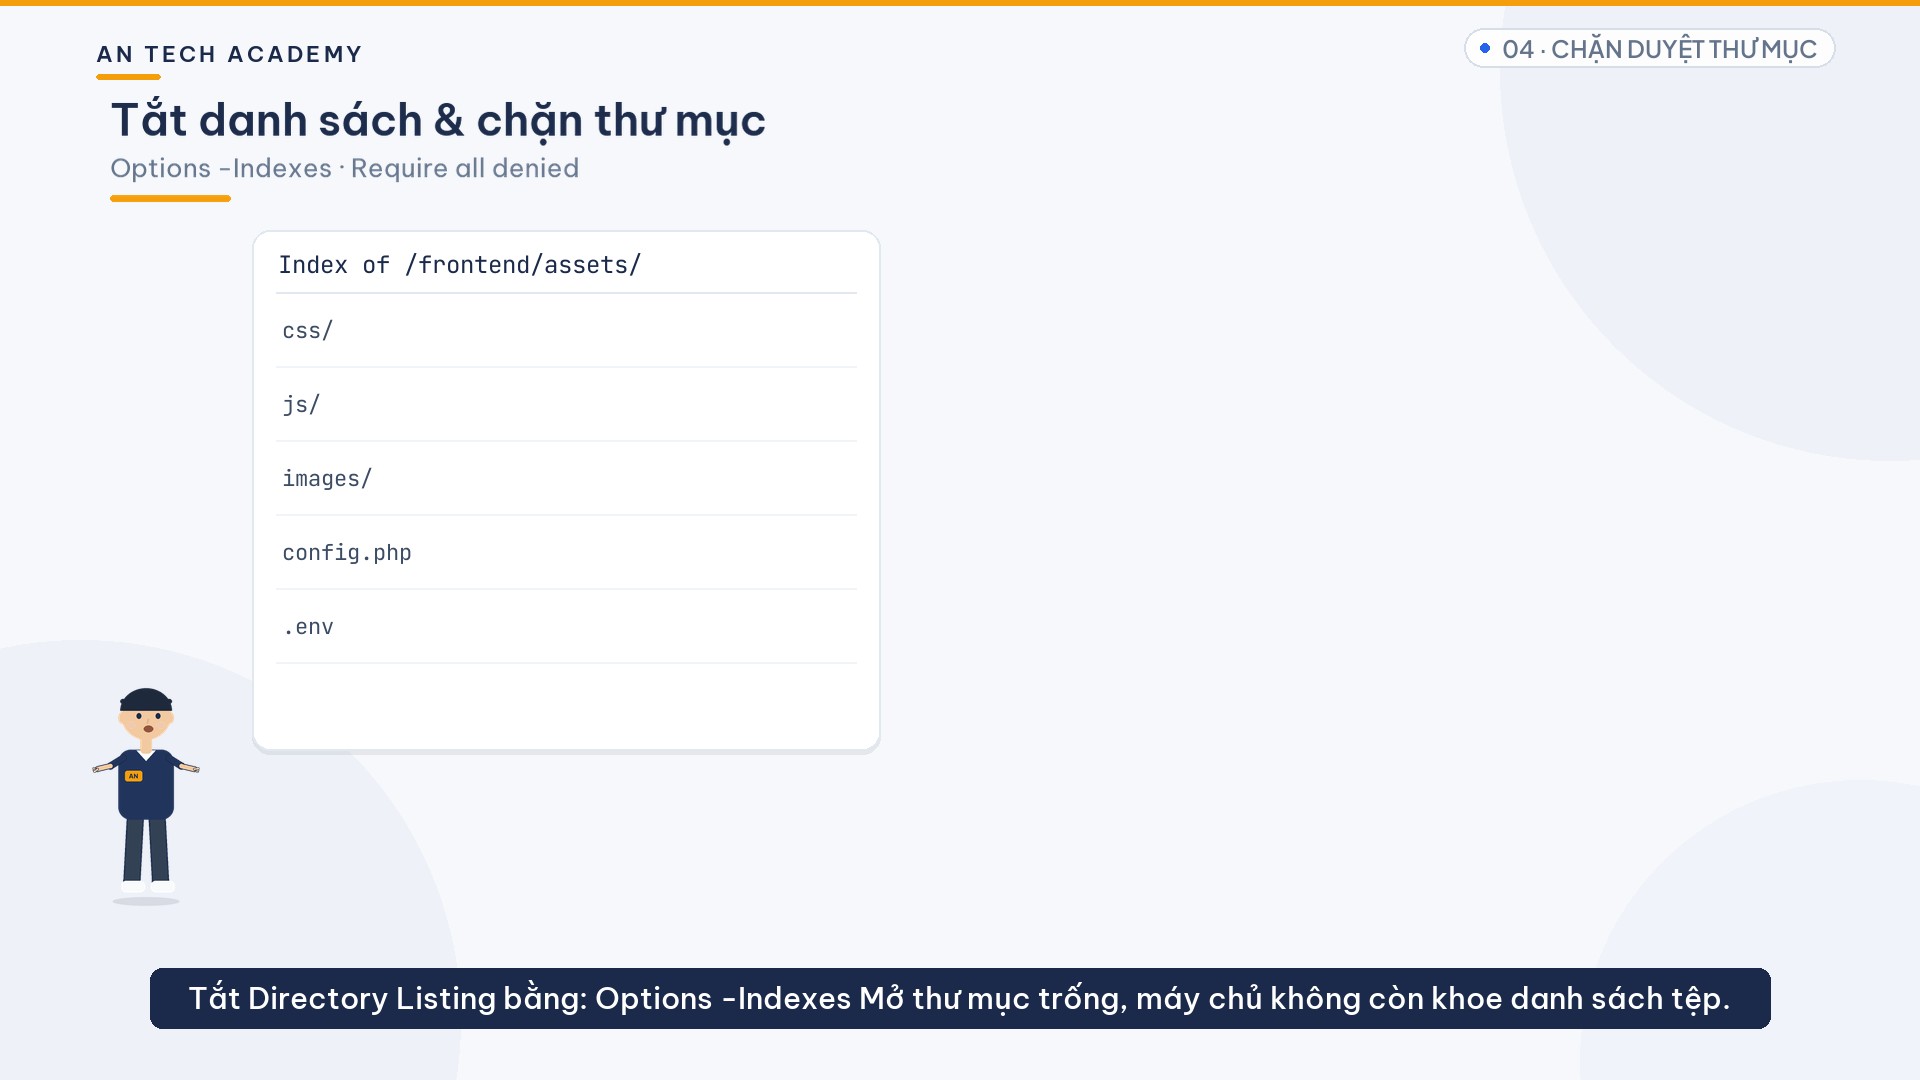 AN TECH ACADEMY
04 · CHẶN DUYỆT THƯ MỤC
Tắt danh sách & chặn thư mục
Options -Indexes · Require all denied
Index of /frontend/assets/
css/
js/
images/
config.php
.env
AN
Tắt Directory Listing bằng: Options -Indexes Mở thư mục trống, máy chủ không còn khoe danh sách tệp.